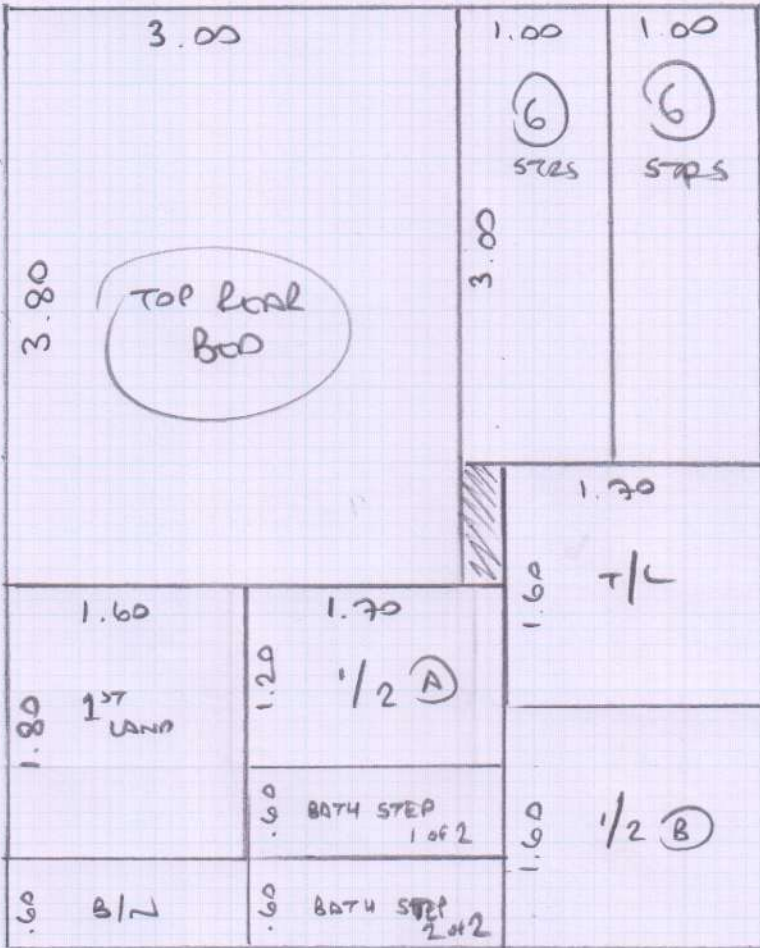 3.00
1.00
1.00
6
STRS
6
STRS
3.80
TOP REAR
BED
3.00
1.70
1.60
T/L
1.60
1.80
1ST
LAND
1.70
1.20
1/2 A
.60
BATH STEP
1 of 2
1.60
1/2 B
.60
B/N
.60
BATH STEP
2 of 2